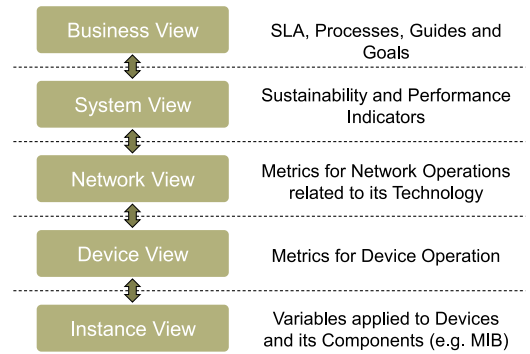 Business View
SLA, Processes, Guides and
Goals
System View
Sustainability and Performance
Indicators
Network View
Metrics for Network Operations
related to its Technology
Device View
Metrics for Device Operation
Instance View
Variables applied to Devices
and its Components (e.g. MIB)